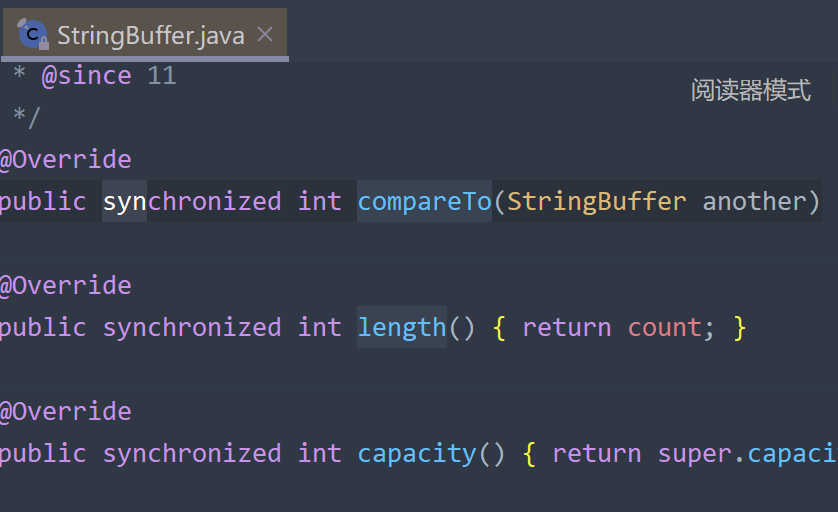 StringBuffer.java
* @since 11
阅读器模式
*/
@Override
public synchronized int compareTo(StringBuffer another)
@Override
public synchronized int length() { return count; }
@Override
public synchronized int capacity() { return super.capaci